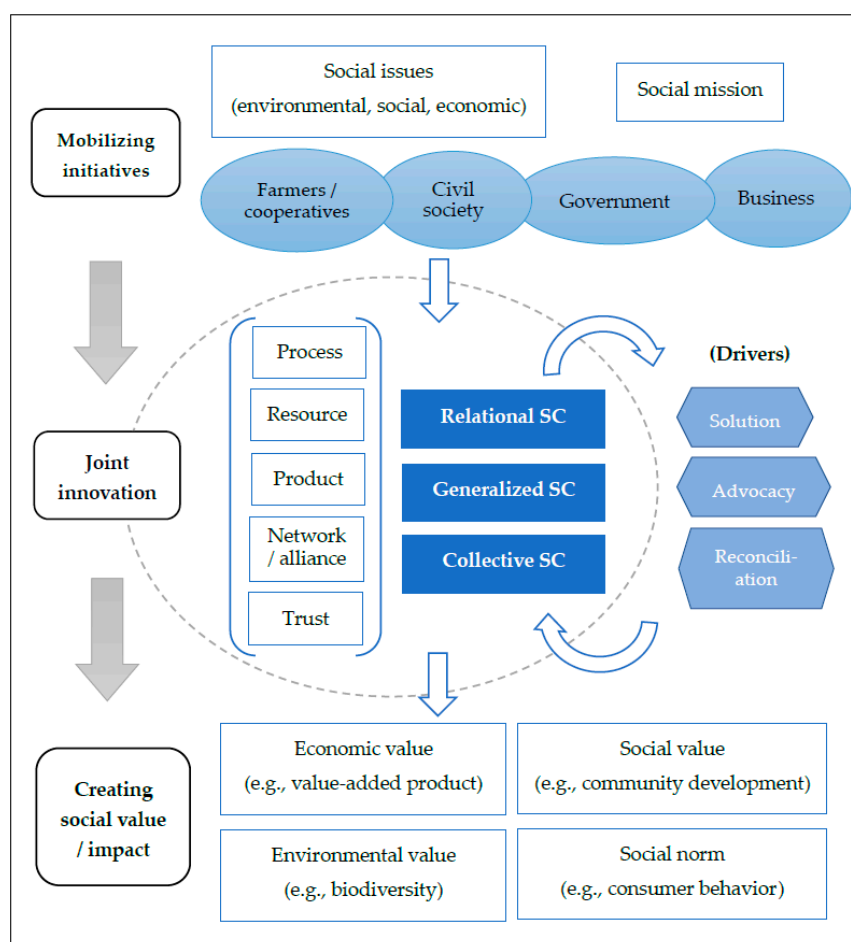 Social issues
(environmental, social, economic)
Social mission
Mobilizing
initiatives
Farmers /
cooperatives
Civil
society
Government
Business
Process
Resource
Product
Network
/ alliance
Trust
Relational SC
Generalized SC
Collective SC
(Drivers)
Solution
Advocacy
Reconcili-
ation
Joint
innovation
Creating
social value
/ impact
Economic value
(e.g., value-added product)
Social value
(e.g., community development)
Environmental value
(e.g., biodiversity)
Social norm
(e.g., consumer behavior)